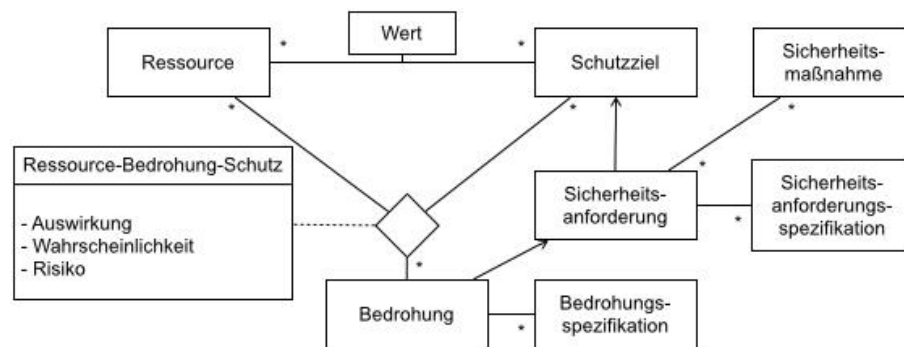 Wert
Ressource
*
*
Schutzziel
Sicherheits-
maßnahme
*
*
*
Ressource-Bedrohung-Schutz
- Auswirkung
- Wahrscheinlichkeit
- Risiko
Sicherheits-
anforderung
*
*
Sicherheits-
anforderungs-
spezifikation
*
Bedrohung
*
Bedrohungs-
spezifikation